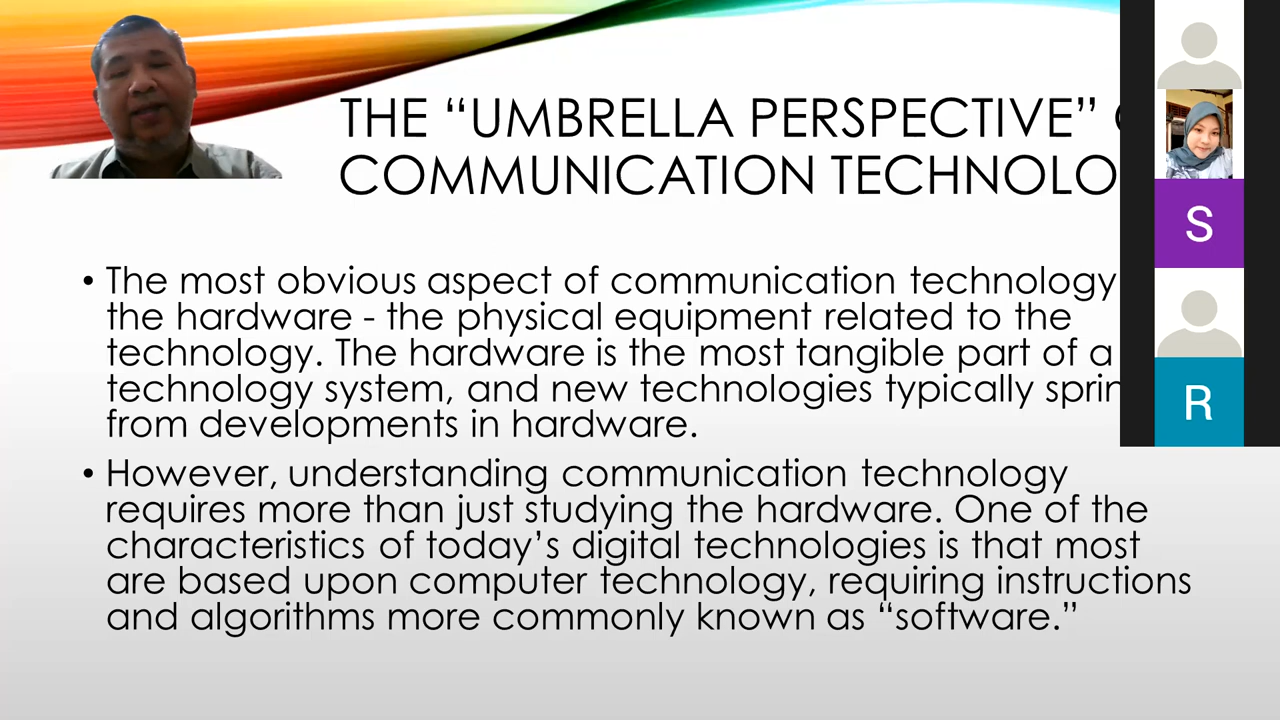 THE “UMBRELLA PERSPECTIVE”
COMMUNICATION TECHNOLO
• The most obvious aspect of communication technology
the hardware - the physical equipment related to the
technology. The hardware is the most tangible part of a
technology system, and new technologies typically sprin
from developments in hardware.
• However, understanding communication technology
requires more than just studying the hardware. One of the
characteristics of today’s digital technologies is that most
are based upon computer technology, requiring instructions
and algorithms more commonly known as “software.”
S
R